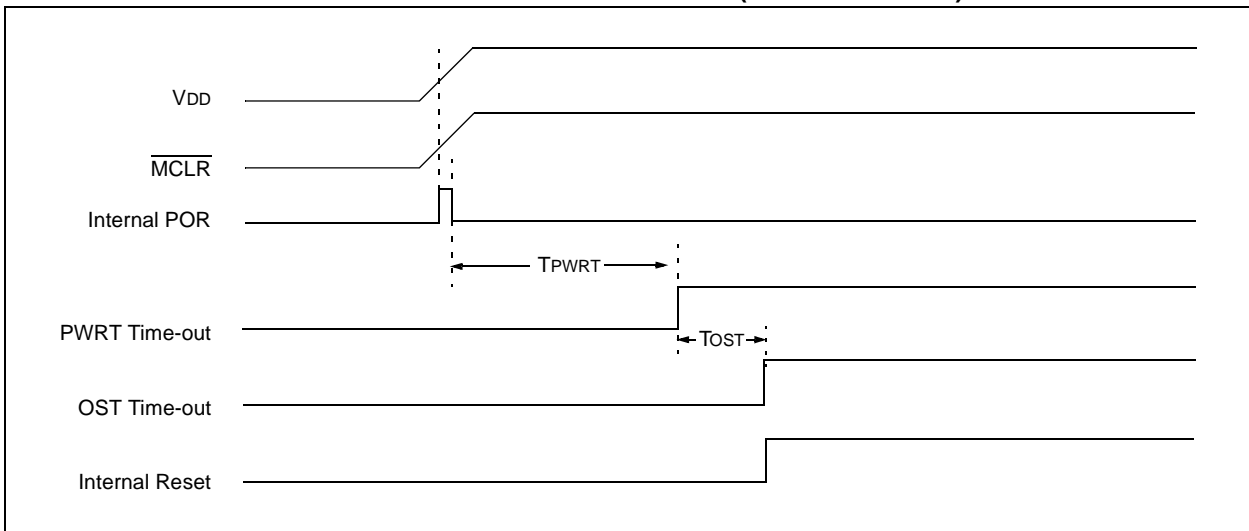 VDD
MCLR
Internal POR
TPWRT
PWRT Time-out
TOST
OST Time-out
Internal Reset